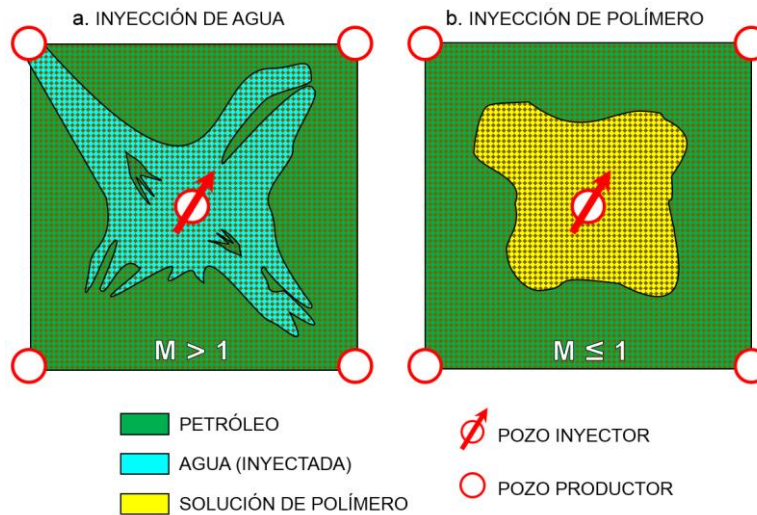 a. INYECCIÓN DE AGUA
b. INYECCIÓN DE POLÍMERO
M > 1
M ≤ 1
PETRÓLEO
AGUA (INYECTADA)
SOLUCIÓN DE POLÍMERO
POZO INYECTOR
POZO PRODUCTOR